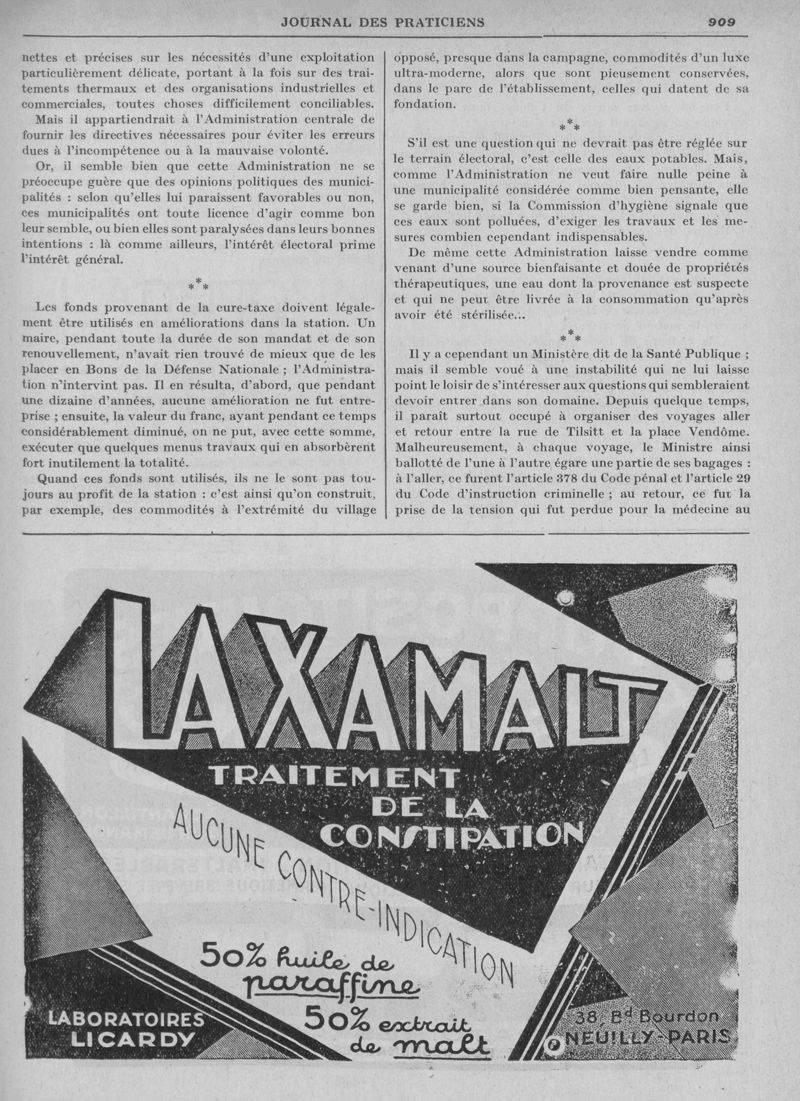 JOURNAL DES PRATICIENS 909
nettes et précises sur les nécessités d'une exploitation
particulièrement délicate, portant à la fois sur des trai-
tements thermaux et des organisations industrielles et
commerciales, toutes choses difficilement conciliables.
Mais il appartiendrait à l'Administration centrale de
fournir les directives nécessaires pour éviter les erreurs
dues à l'incompétence ou à la mauvaise volonté.
Or, il semble bien que cette Administration ne se
préoccupe guère que des opinions politiques des munici-
palités : selon qu'elles lui paraissent favorables ou non,
ces municipalités ont toute licence d'agir comme bon
leur semble, ou bien elles sont paralysées dans leurs bonnes
intentions : là comme ailleurs, l'intérêt électoral prime
l'intérêt général.
***
Les fonds provenant de la cure-taxe doivent légale-
ment être utilisés en améliorations dans la station. Un
maire, pendant toute la durée de son mandat et de son
renouvellement, n'avait rien trouvé de mieux que de les
placer en Bons de la Défense Nationale ; l'Administra-
tion n'intervint pas. Il en résulta, d'abord, que pendant
une dizaine d'années, aucune amélioration ne fut entre-
prise ; ensuite, la valeur du franc, ayant pendant ce temps
considérablement diminué, on ne put, avec cette somme,
exécuter que quelques menus travaux qui en absorbèrent
fort inutilement la totalité.
Quand ces fonds sont utilisés, ils ne le sont pas tou-
jours au profit de la station : c'est ainsi qu'on construit,
par exemple, des commodités à l'extrémité du village
opposé, presque dans la campagne, commodités d'un luxe
ultra-moderne, alors que sont pieusement conservées,
dans le parc de l'établissement, celles qui datent de sa
fondation.
***
S'il est une question qui ne devrait pas être réglée sur
le terrain électoral, c'est celle des eaux potables. Mais,
comme l'Administration ne veut faire nulle peine à
une municipalité considérée comme bien pensante, elle
se garde bien, si la Commission d'hygiène signale que
ces eaux sont polluées, d'exiger les travaux et les me-
sures combien cependant indispensables.
De même cette Administration laisse vendre comme
venant d'une source bienfaisante et douée de propriétés
thérapeutiques, une eau dont la provenance est suspecte
et qui ne peut être livrée à la consommation qu'après
avoir été stérilisée...
***
Il y a cependant un Ministère dit de la Santé Publique ;
mais il semble voué à une instabilité qui ne lui laisse
point le loisir de s'intéresser aux questions qui sembleraient
devoir entrer dans son domaine. Depuis quelque temps,
il paraît surtout occupé à organiser des voyages aller
et retour entre la rue de Tilsitt et la place Vendôme.
Malheureusement, à chaque voyage, le Ministre ainsi
ballotté de l'une à l'autre égare une partie de ses bagages :
à l'aller, ce furent l'article 378 du Code pénal et l'article 29
du Code d'instruction criminelle ; au retour, ce fut la
prise de la tension qui fut perdue pour la médecine au
LAXAMALT
TRAITEMENT
DE LA
CONSTIPATION
AUCUNE CONTRE-INDICATION
50% huile de
paraffine
50% extrait
de malt
LABORATOIRES
LICARDY
38 Bd Bourdon
NEUILLY-PARIS